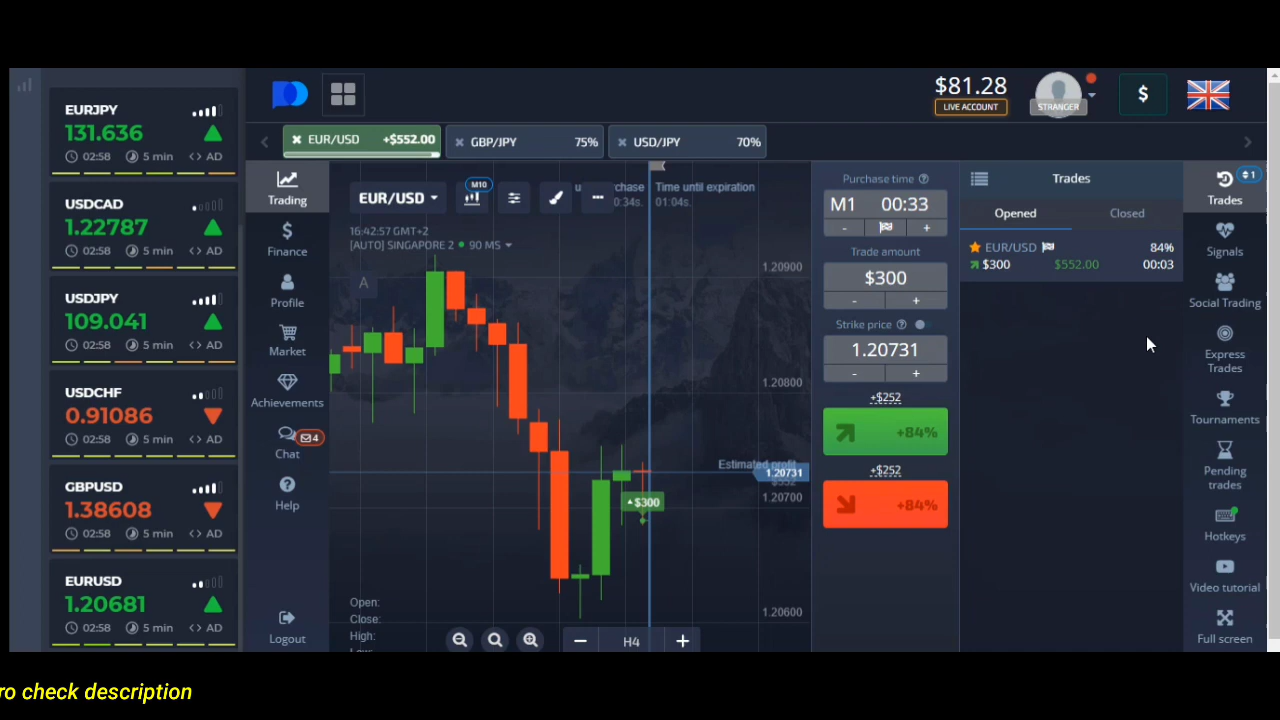 EURJPY
131.636
02:58 5 min <> AD
USDCAD
1.22787
02:58 5 min <> AD
USDJPY
109.041
02:58 5 min <> AD
USDCHF
0.91086
02:58 5 min <> AD
GBPUSD
1.38608
02:58 5 min <> AD
EURUSD
1.20681
02:58 5 min <> AD
$81.28
LIVE ACCOUNT
STRANGER
$
EUR/USD +$552.00
GBP/JPY 75%
USD/JPY 70%
Trading
Finance
Profile
Market
Achievements
4
Chat
Help
Logout
EUR/USD
M10
chase
0:34s.
Time until expiration
01:04s.
16:42:57 GMT+2
[AUTO] SINGAPORE 2 90 MS
A
1.20900
1.20800
Estimated profit
1.20731
1.20700
$300
1.20600
Open:
Close:
High:
H4
Purchase time
M1 00:33
- +
Trade amount
$300
- +
Strike price
1.20731
- +
+$252
+84%
+$252
+84%
Trades
Opened Closed
EUR/USD 84%
$300 $552.00 00:03
1
Trades
Signals
Social Trading
Express
Trades
Tournaments
Pending
trades
Hotkeys
Video tutorial
Full screen
ro check description